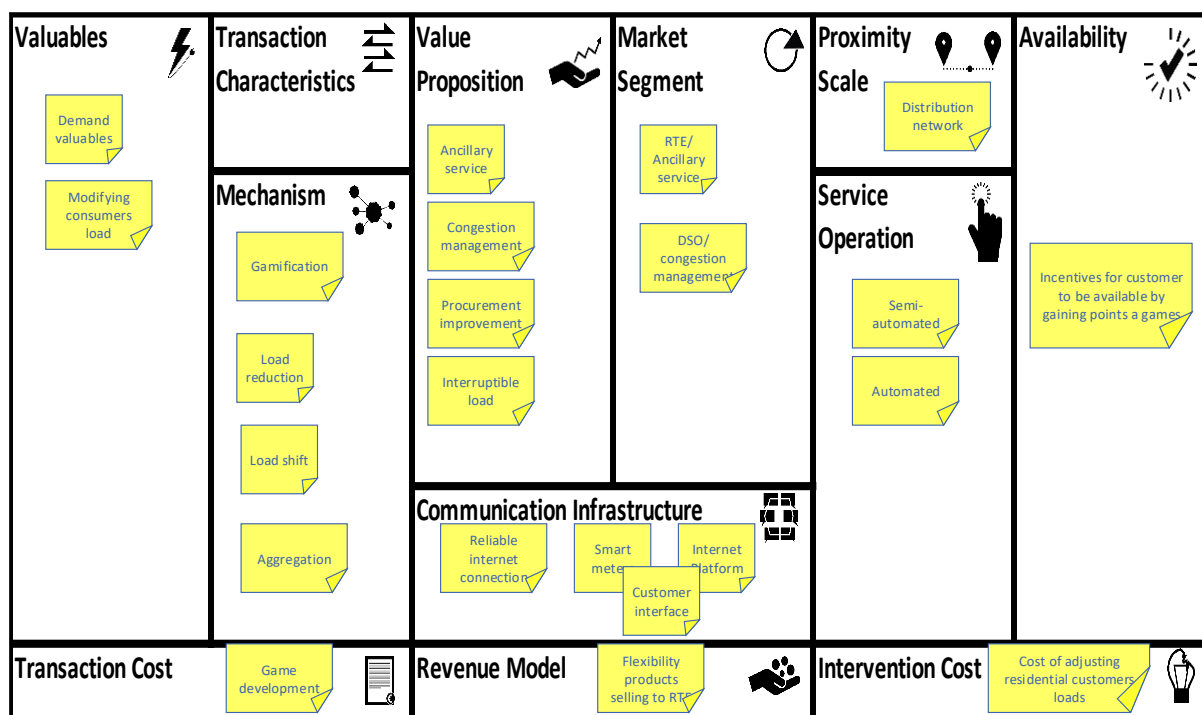 Valuables
Demand
valuables
Modifying
consumers
load
Transaction
Characteristics
Mechanism
Gamification
Load
reduction
Load shift
Aggregation
Value
Proposition
Ancillary
service
Congestion
management
Procurement
improvement
Interruptible
load
Market
Segment
RTE/
Ancillary
service
DSO/
congestion
management
Communication Infrastructure
Reliable
internet
connection
Smart
meter
Internet
Platform
Customer
interface
Proximity
Scale
Distribution
network
Service
Operation
Semi-
automated
Automated
Availability
Incentives for customer
to be available by
gaining points a games
Transaction Cost
Game
development
Revenue Model
Flexibility
products
selling to RTE
Intervention Cost
Cost of adjusting
residential customers
loads